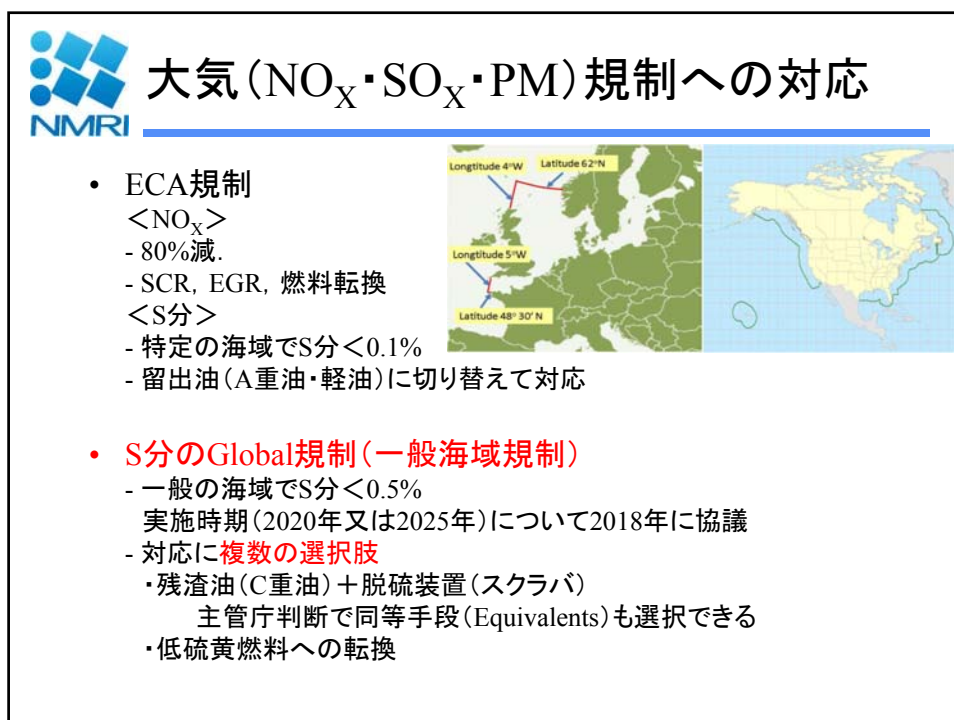 NMRI
大気(NOX・SOX・PM)規制への対応
• ECA規制
＜NOX＞
- 80%減.
- SCR, EGR, 燃料転換
＜S分＞
- 特定の海域でS分＜0.1%
- 留出油(A重油・軽油)に切り替えて対応
Longtitude 4°W
Latitude 62°N
Longtitude 5°W
Latitude 48° 30' N
• S分のGlobal規制(一般海域規制)
- 一般の海域でS分＜0.5%
実施時期(2020年又は2025年)について2018年に協議
- 対応に複数の選択肢
・残渣油(C重油)＋脱硫装置(スクラバ)
主管庁判断で同等手段(Equivalents)も選択できる
・低硫黄燃料への転換